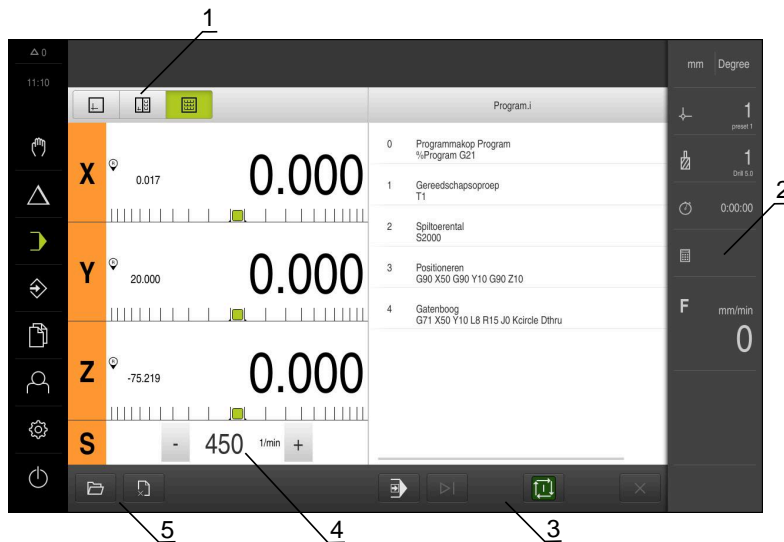 1
0
11:10
mm Degree
Program.i
1
preset 1
X
R
0.017
0.000
0 Programmakop Program
%Program G21
1 Gereedschapsoproep
T1
1
Drill 5.0
2
2 Spiltoerental
S2000
0:00:00
Y
R
20.000
0.000
3 Positioneren
G90 X50 G90 Y10 G90 Z10
4 Gatenboog
G71 X50 Y10 L8 R15 J0 Kcircle Dthru
F mm/min
0
Z
R
-75.219
0.000
S - 450 1/min +
5
4
3